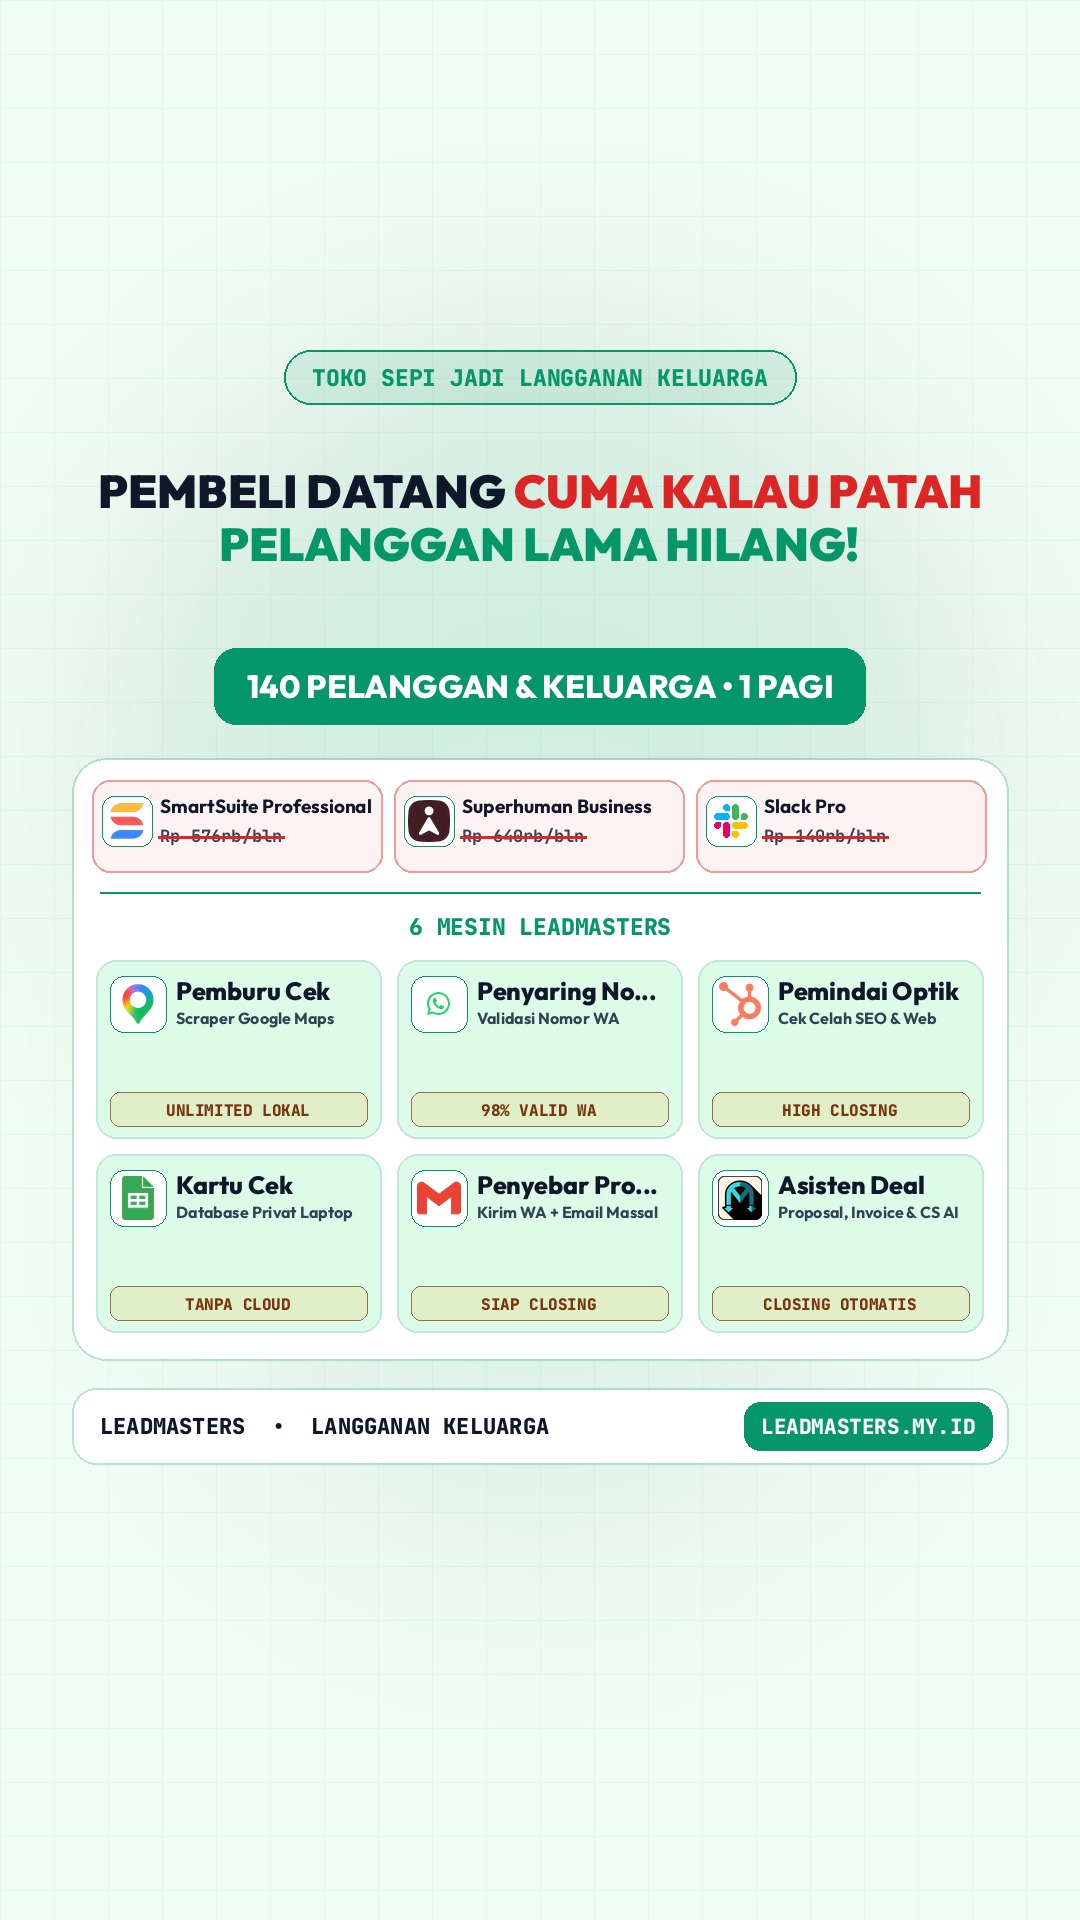 TOKO SEPI JADI LANGGANAN KELUARGA
PEMBELI DATANG CUMA KALAU PATAH
PELANGGAN LAMA HILANG!
140 PELANGGAN & KELUARGA • 1 PAGI
SmartSuite Professional
Rp 576rb/bln
Superhuman Business
Rp 640rb/bln
Slack Pro
Rp 140rb/bln
6 MESIN LEADMASTERS
Pemburu Cek
Scraper Google Maps
UNLIMITED LOKAL
Penyaring No...
Validasi Nomor WA
98% VALID WA
Pemindai Optik
Cek Celah SEO & Web
HIGH CLOSING
Kartu Cek
Database Privat Laptop
TANPA CLOUD
Penyebar Pro...
Kirim WA + Email Massal
SIAP CLOSING
Asisten Deal
Proposal, Invoice & CS AI
CLOSING OTOMATIS
LEADMASTERS • LANGGANAN KELUARGA
LEADMASTERS.MY.ID